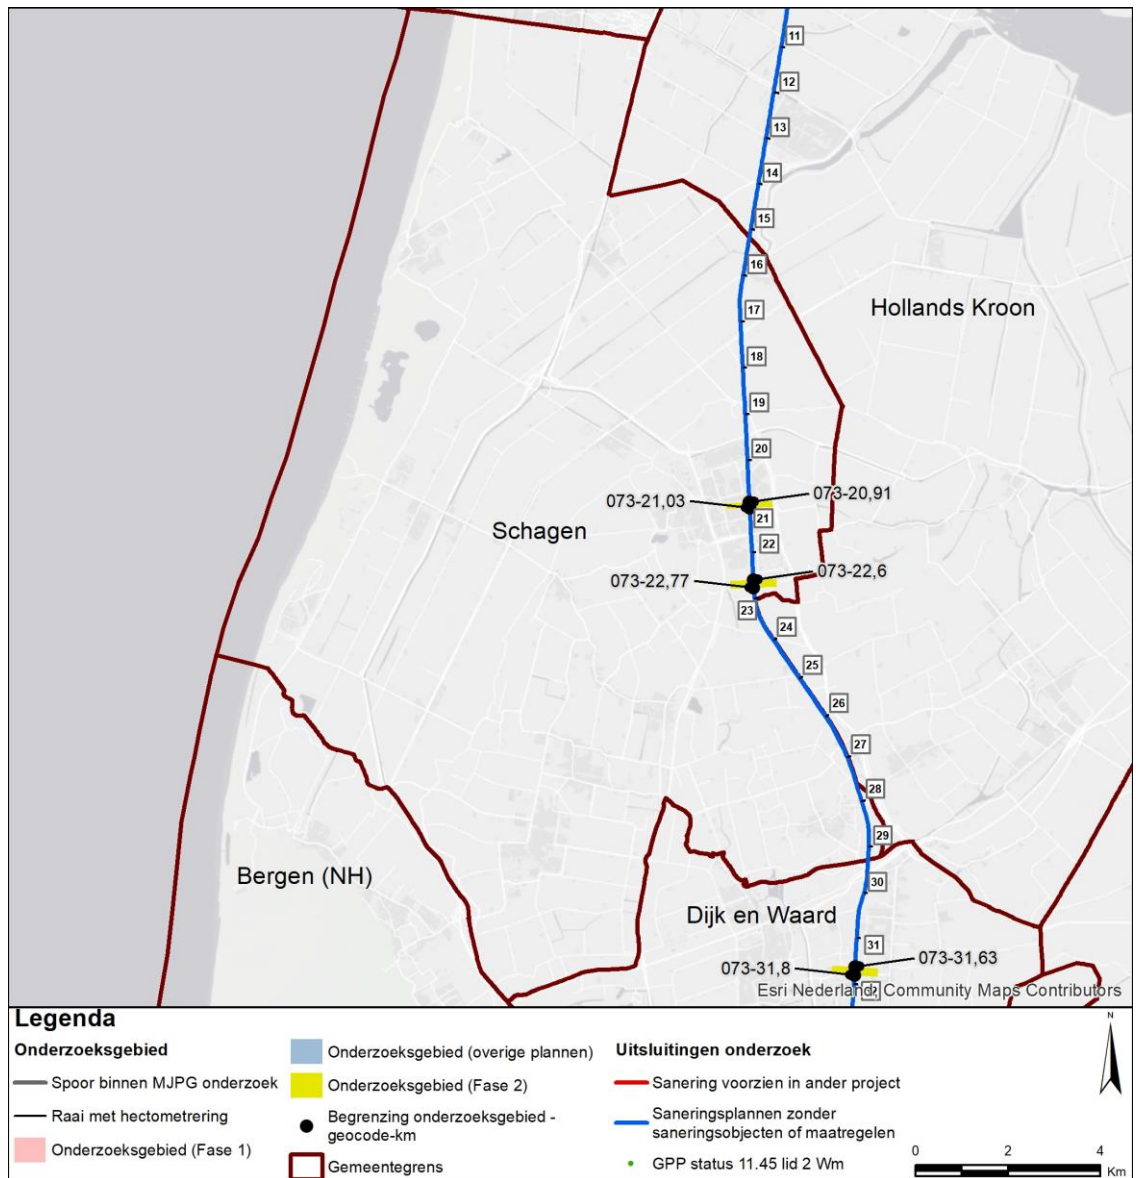 11
12
13
14
15
16
Hollands Kroon
17
18
19
20
073-21,03
073-20,91
21
Schagen
22
073-22,77
073-22,6
23
24
25
26
27
28
29
Bergen (NH)
30
Dijk en Waard
31
073-31,8
073-31,63
Esri Nederland, Community Maps Contributors
Legenda
Onderzoeksgebied
Spoor binnen MJPG onderzoek
Raai met hectometrering
Onderzoeksgebied (Fase 1)
Onderzoeksgebied (overige plannen)
Onderzoeksgebied (Fase 2)
Begrenzing onderzoeksgebied -
geocode-km
Gemeentegrens
Uitsluitingen onderzoek
Sanering voorzien in ander project
Saneringsplannen zonder
saneringsobjecten of maatregelen
GPP status 11.45 lid 2 Wm
N
0 2 4
Km